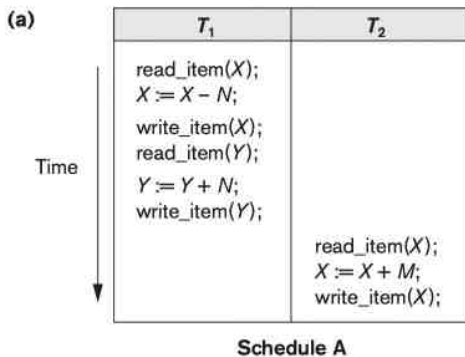 (a)
T₁ T₂
read_item(X);
X := X – N;
write_item(X);
read_item(Y);
Time
Y := Y + N;
write_item(Y);
read_item(X);
X := X + M;
write_item(X);
Schedule A